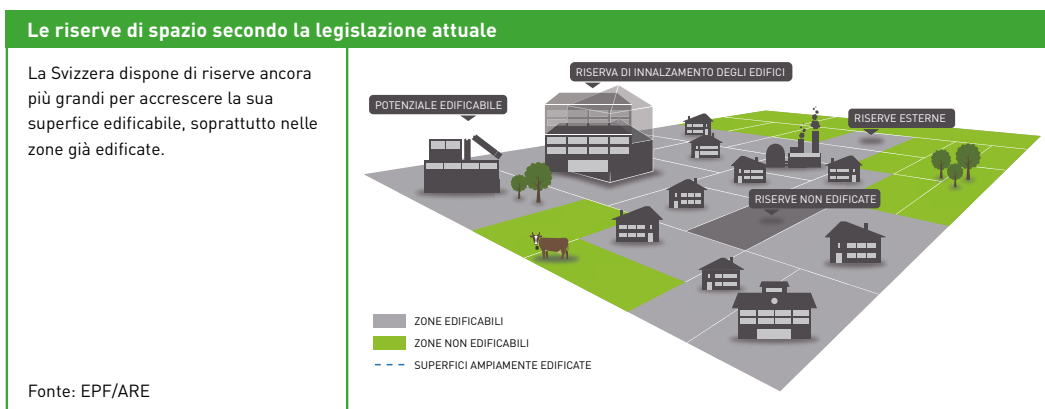 Le riserve di spazio secondo la legislazione attuale
La Svizzera dispone di riserve ancora
più grandi per accrescere la sua
superfice edificabile, soprattutto nelle
zone già edificate.
Fonte: EPF/ARE
RISERVA DI INNALZAMENTO DEGLI EDIFICI
POTENZIALE EDIFICABILE
RISERVE ESTERNE
RISERVE NON EDIFICATE
ZONE EDIFICABILI
ZONE NON EDIFICABILI
SUPERFICI AMPIAMENTE EDIFICATE